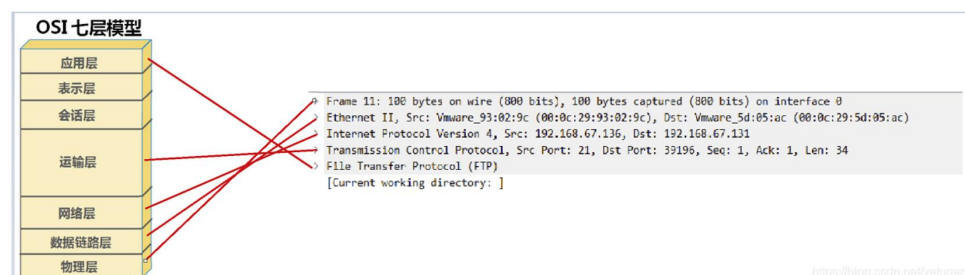 OSI 七层模型
应用层
表示层
会话层
运输层
网络层
数据链路层
物理层
Frame 11: 100 bytes on wire (800 bits), 100 bytes captured (800 bits) on interface 0
Ethernet II, Src: Vmware_93:02:9c (00:0c:29:93:02:9c), Dst: Vmware_5d:05:ac (00:0c:29:5d:05:ac)
Internet Protocol Version 4, Src: 192.168.67.136, Dst: 192.168.67.131
Transmission Control Protocol, Src Port: 21, Dst Port: 39196, Seq: 1, Ack: 1, Len: 34
File Transfer Protocol (FTP)
[Current working directory: ]